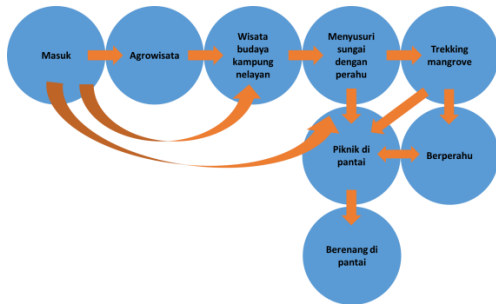 Masuk
Agrowisata
Wisata
budaya
kampung
nelayan
Menyusuri
sungai
dengan
perahu
Trekking
mangrove
Piknik di
pantai
Berperahu
Berenang di
pantai